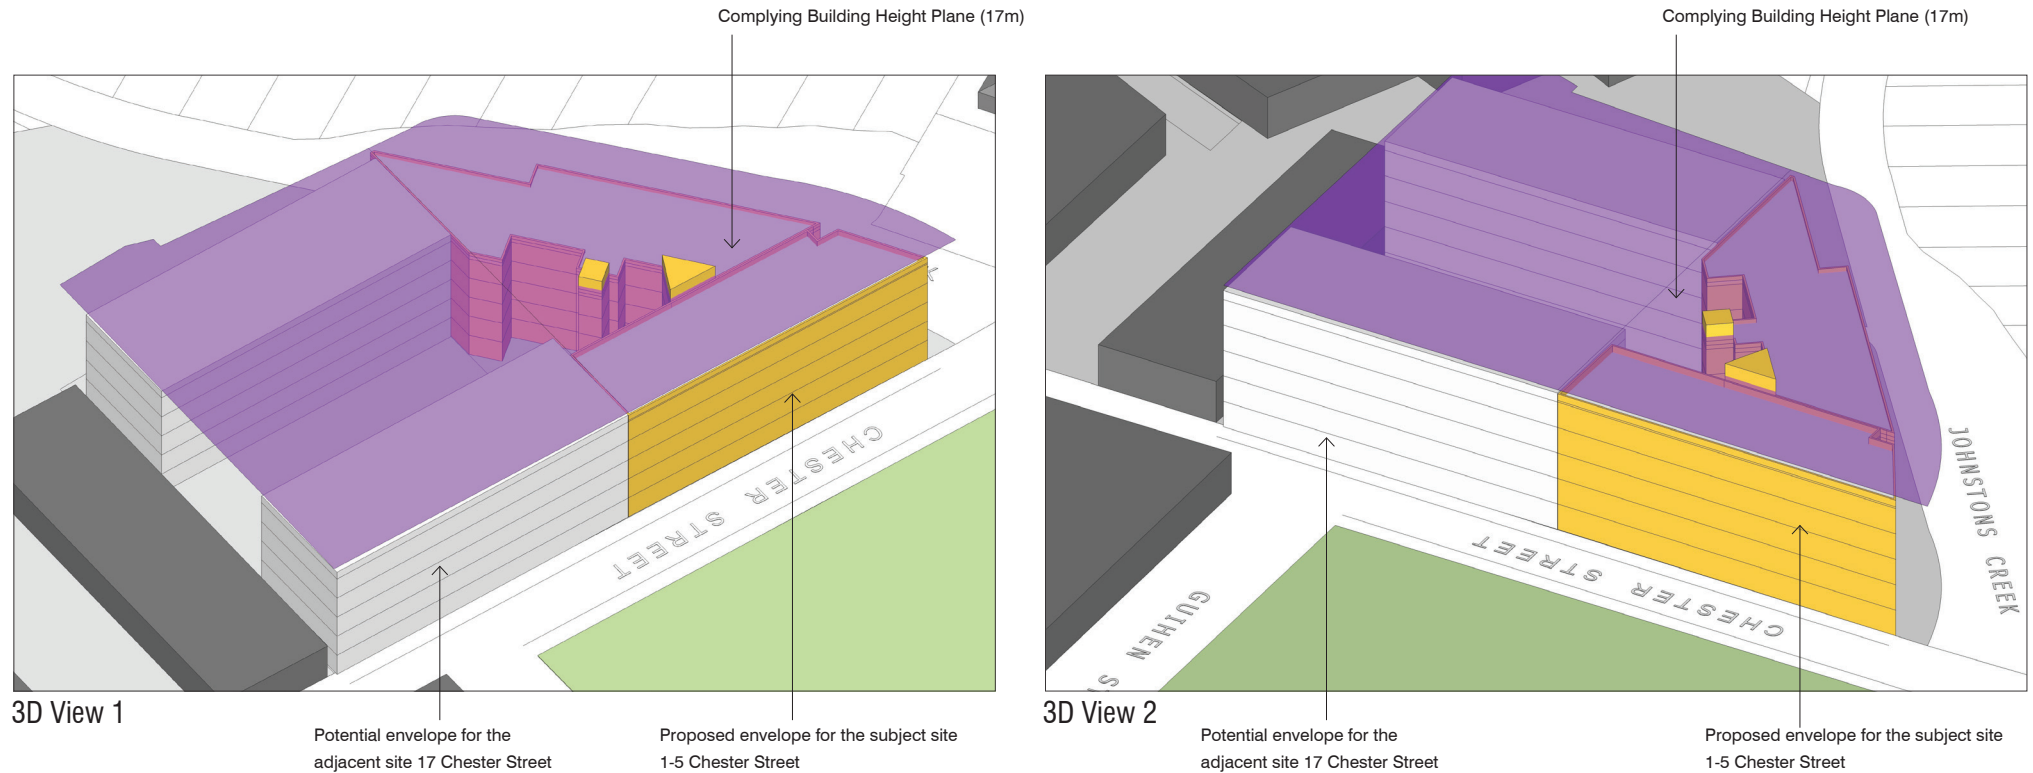 Complying Building Height Plane (17m)
Complying Building Height Plane (17m)
CHESTER STREET
CHESTER STREET
GUIHEN S
JOHNSTONS CREEK
3D View 1
3D View 2
Potential envelope for the
adjacent site 17 Chester Street
Proposed envelope for the subject site
1-5 Chester Street
Potential envelope for the
adjacent site 17 Chester Street
Proposed envelope for the subject site
1-5 Chester Street